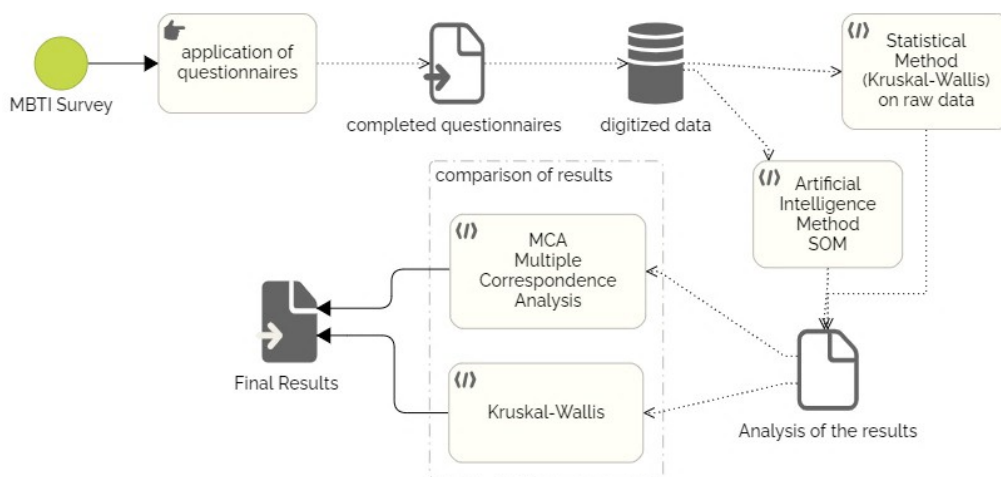 MBTI Survey
application of
questionnaires
completed questionnaires
digitized data
Statistical
Method
(Kruskal-Wallis)
on raw data
Artificial
Intelligence
Method
SOM
comparison of results
MCA
Multiple
Correspondence
Analysis
Kruskal-Wallis
Analysis of the results
Final Results